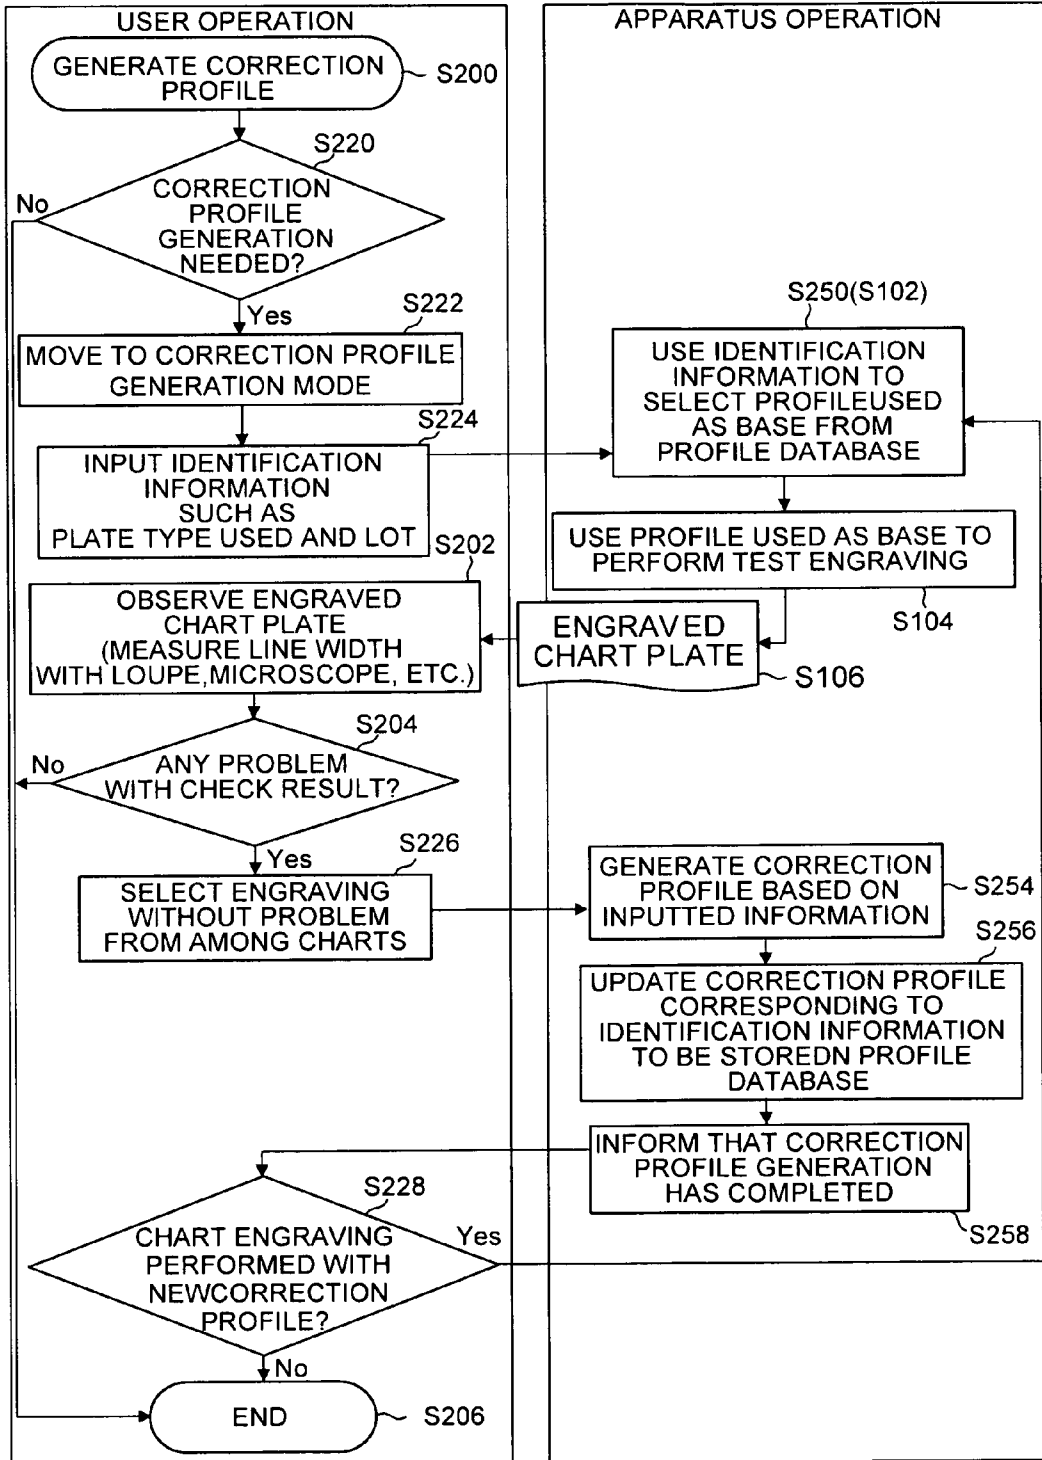 USER OPERATION
APPARATUS OPERATION
GENERATE CORRECTION
PROFILE
S200
S220
CORRECTION
PROFILE
GENERATION
NEEDED?
No
Yes
S222
MOVE TO CORRECTION PROFILE
GENERATION MODE
S224
INPUT IDENTIFICATION
INFORMATION
SUCH AS
PLATE TYPE USED AND LOT
S250(S102)
USE IDENTIFICATION
INFORMATION TO
SELECT PROFILEUSED
AS BASE FROM
PROFILE DATABASE
USE PROFILE USED AS BASE TO
PERFORM TEST ENGRAVING
S104
ENGRAVED
CHART PLATE
S106
S202
OBSERVE ENGRAVED
CHART PLATE
(MEASURE LINE WIDTH
WITH LOUPE,MICROSCOPE, ETC.)
S204
ANY PROBLEM
WITH CHECK RESULT?
No
Yes
S226
SELECT ENGRAVING
WITHOUT PROBLEM
FROM AMONG CHARTS
GENERATE CORRECTION
PROFILE BASED ON
INPUTTED INFORMATION
S254
S256
UPDATE CORRECTION PROFILE
CORRESPONDING TO
IDENTIFICATION INFORMATION
TO BE STOREDN PROFILE
DATABASE
INFORM THAT CORRECTION
PROFILE GENERATION
HAS COMPLETED
S258
S228
CHART ENGRAVING
PERFORMED WITH
NEWCORRECTION
PROFILE?
Yes
No
END
S206